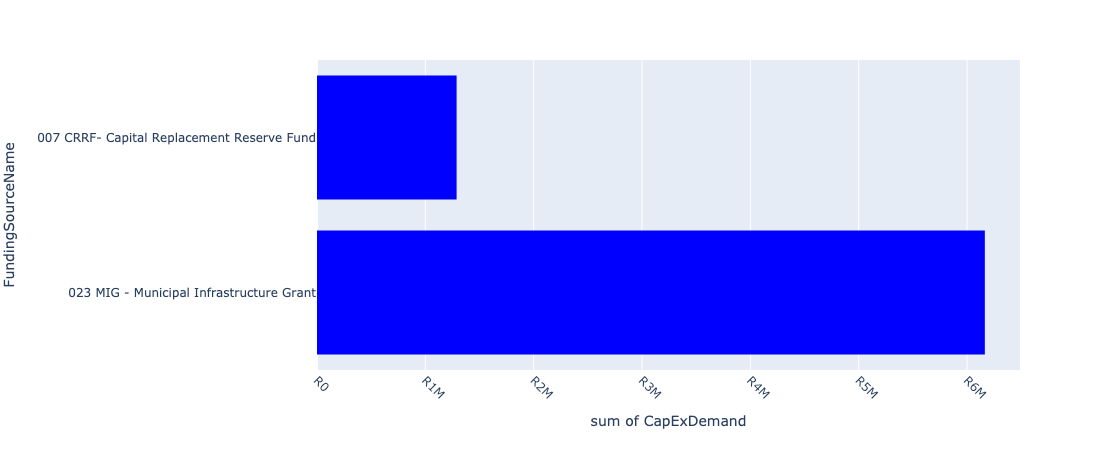 FundingSourceName
007 CRRF- Capital Replacement Reserve Fund
023 MIG - Municipal Infrastructure Grant
R0
R1M
R2M
R3M
R4M
R5M
R6M
sum of CapExDemand